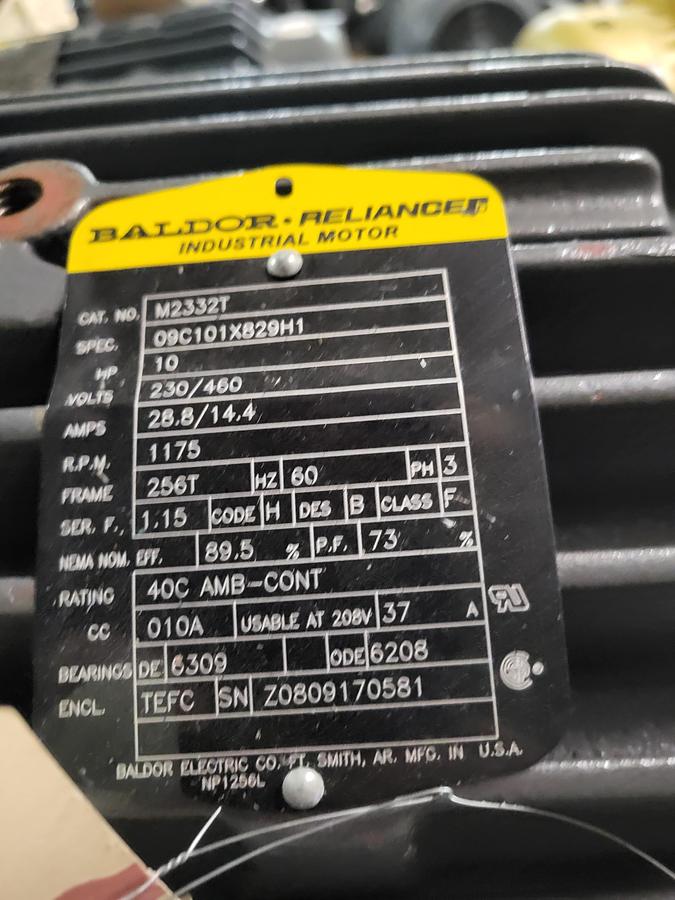 BALDOR • RELIANCE
INDUSTRIAL MOTOR
CAT. NO. M2332T
SPEC. 09C101X829H1
HP 10
VOLTS 230/460
AMPS 28.8/14.4
R.P.M. 1175
FRAME 256T HZ 60 PH 3
SER. F. 1.15 CODE H DES B CLASS F
NEMA NOM. EFF. 89.5 % P.F. 73 %
RATING 40C AMB-CONT
CC 010A USABLE AT 208V 37 A
BEARINGS DE 6309 ODE 6208
ENCL. TEFC SN Z0809170581
BALDOR ELECTRIC CO. FT. SMITH, AR. MFG. IN U.S.A.
NP1256L